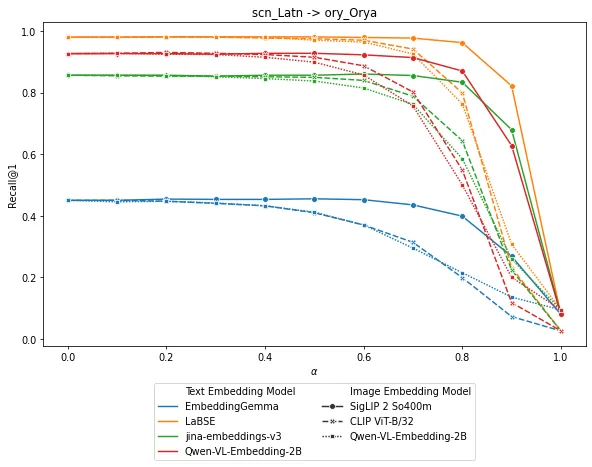 scn_Latn -> ory_Orya
Recall@1
1.0
0.8
0.6
0.4
0.2
0.0
0.0 0.2 0.4 0.6 0.8 1.0
α
Text Embedding Model
EmbeddingGemma
LaBSE
jina-embeddings-v3
Qwen-VL-Embedding-2B
Image Embedding Model
SigLIP 2 So400m
CLIP ViT-B/32
Qwen-VL-Embedding-2B